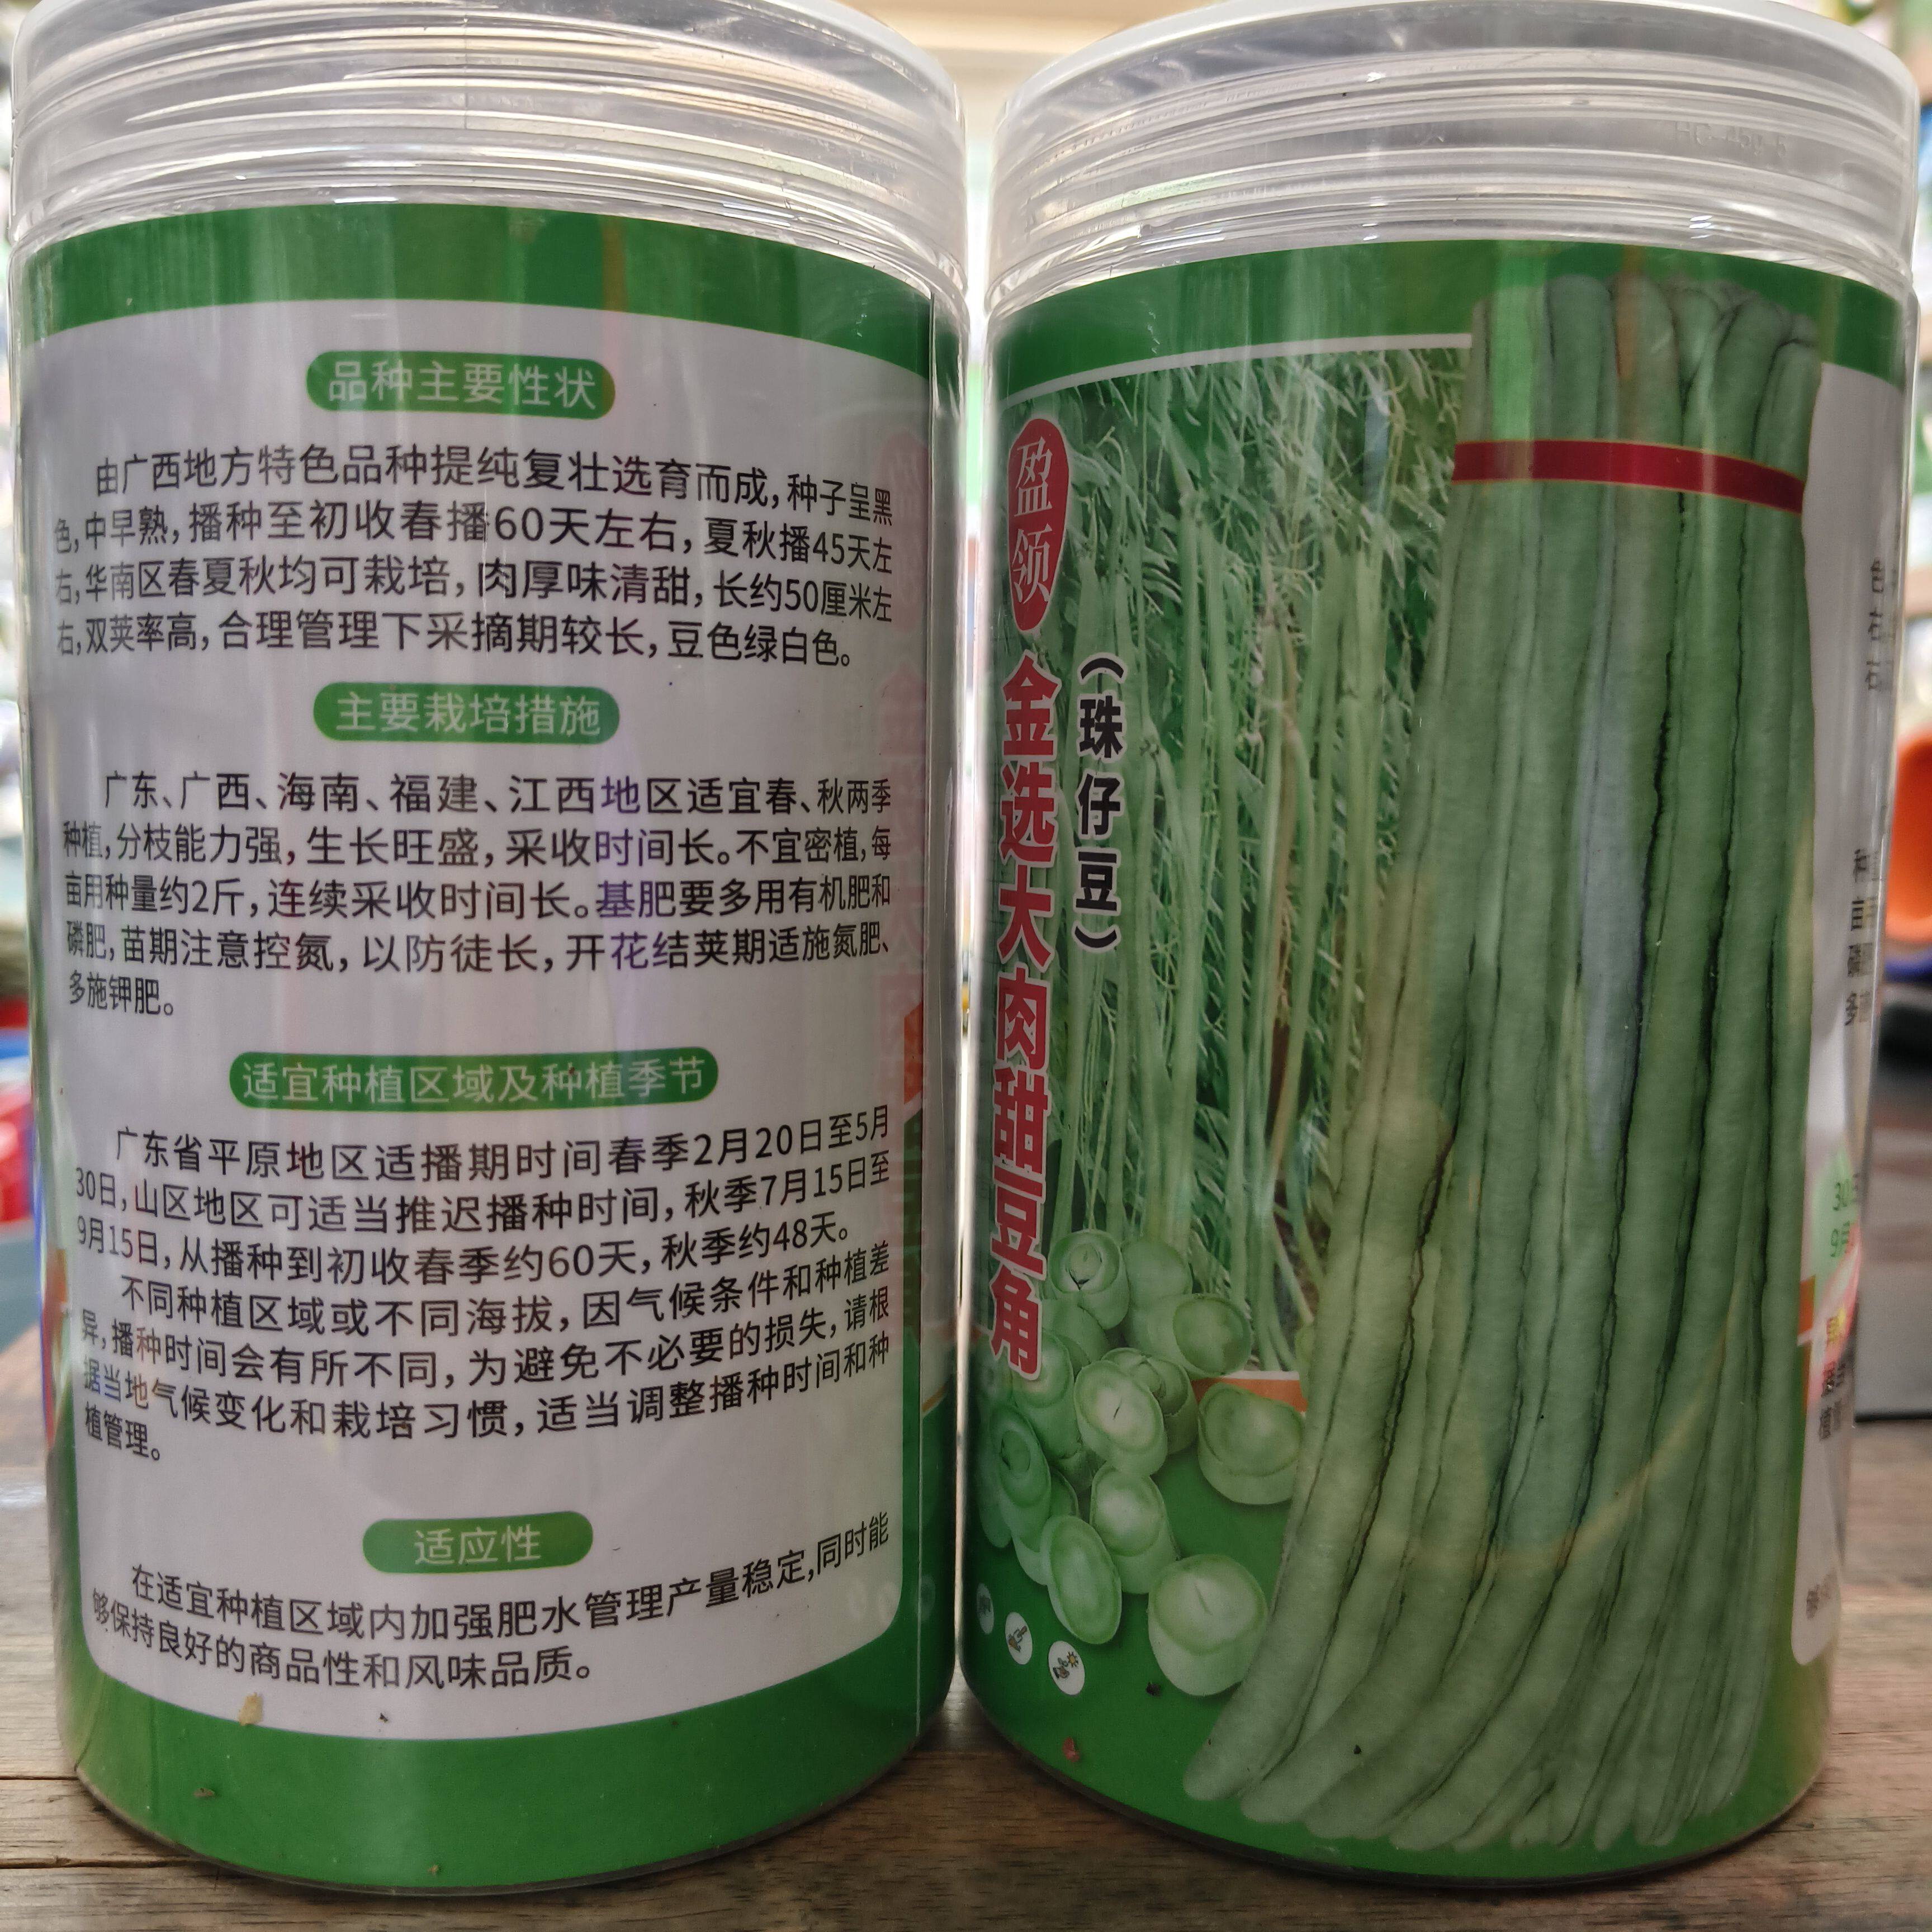 品种主要性状
由广西地方特色品种提纯复壮选育而成，种子呈黑
色，中早熟，播种至初收春播60天左右，夏秋播45天左
右，华南区春夏秋均可栽培，肉厚味清甜，长约50厘米左
右，双荚率高，合理管理下采摘期较长，豆色绿白色。
主要栽培措施
广东、广西、海南、福建、江西地区适宜春、秋两季
种植，分枝能力强，生长旺盛，采收时间长。不宜密植，每
亩用种量约2斤，连续采收时间长。基肥要多用有机肥和
磷肥，苗期注意控氮，以防徒长，开花结荚期适施氮肥、
多施钾肥。
适宜种植区域及种植季节
广东省平原地区适播期时间春季2月20日至5月
30日，山区地区可适当推迟播种时间，秋季7月15日至
9月15日，从播种到初收春季约60天，秋季约48天。
不同种植区域或不同海拔，因气候条件和种植差
异，播种时间会有所不同，为避免不必要的损失，请根
据当地气候变化和栽培习惯，适当调整播种时间和种
植管理。
适应性
在适宜种植区域内加强肥水管理产量稳定，同时能
够保持良好的商品性和风味品质。
盈领
金选大肉甜豆角
（珠仔豆）